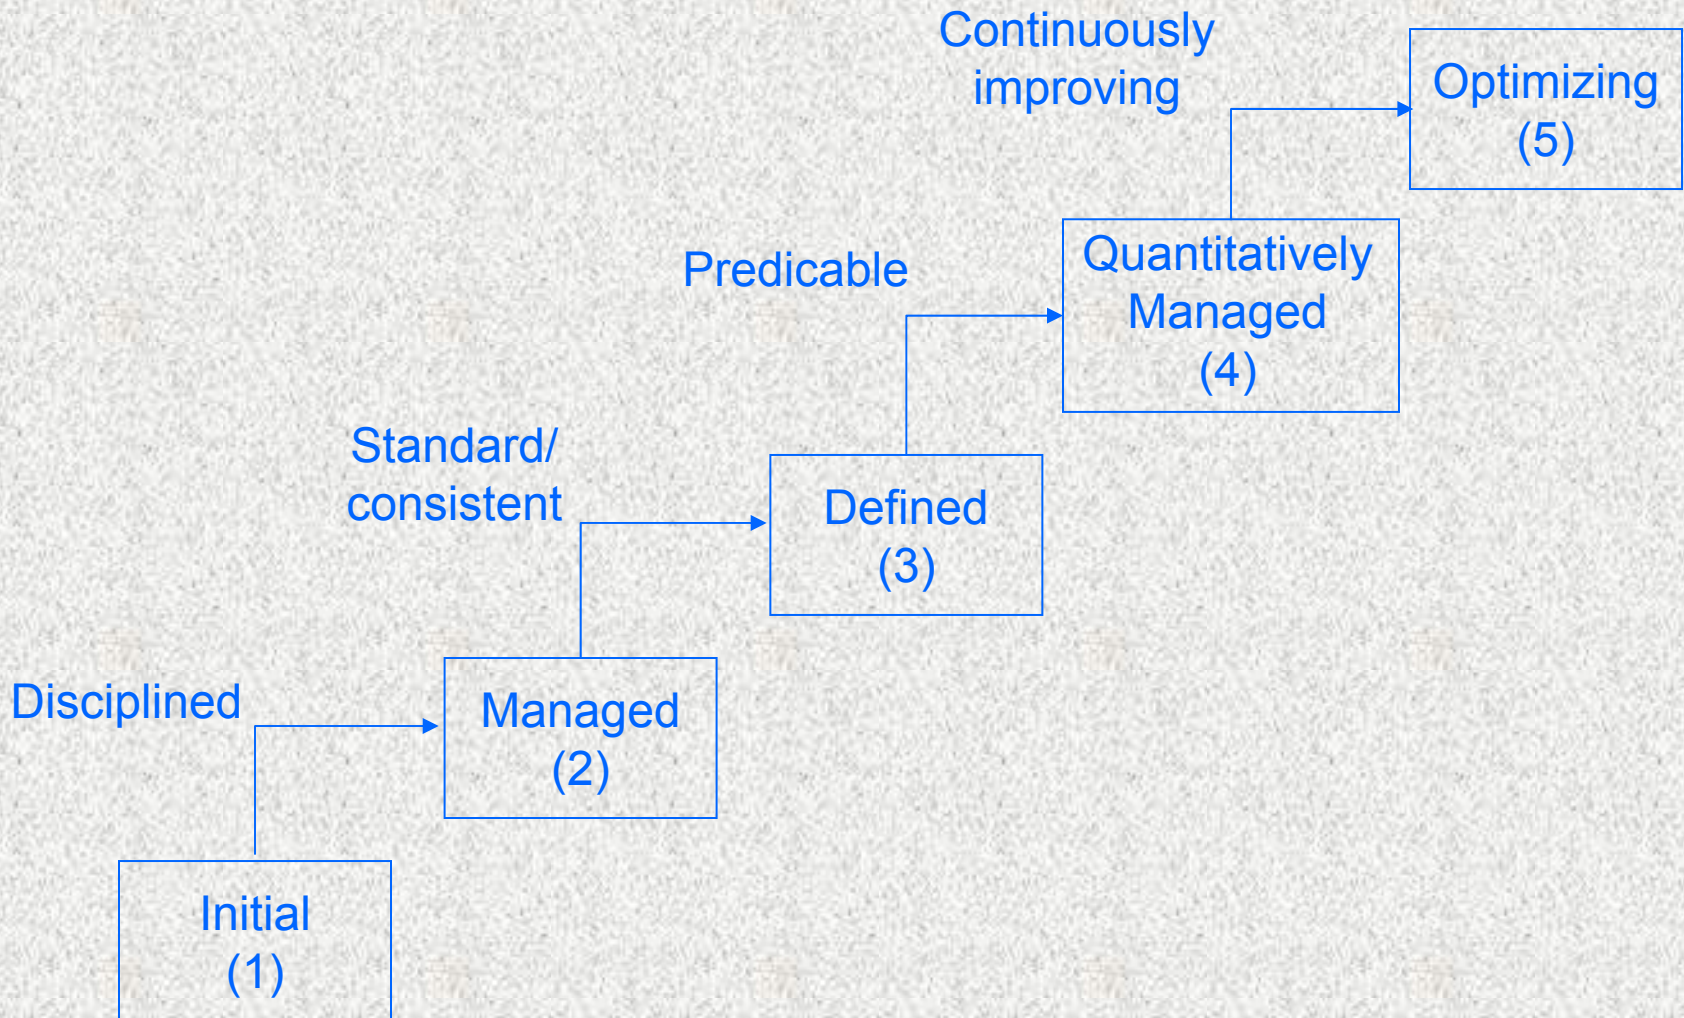 Continuously
improving
Optimizing
(5)
Predicable
Quantitatively
Managed
(4)
Standard/
consistent
Defined
(3)
Disciplined
Managed
(2)
Initial
(1)